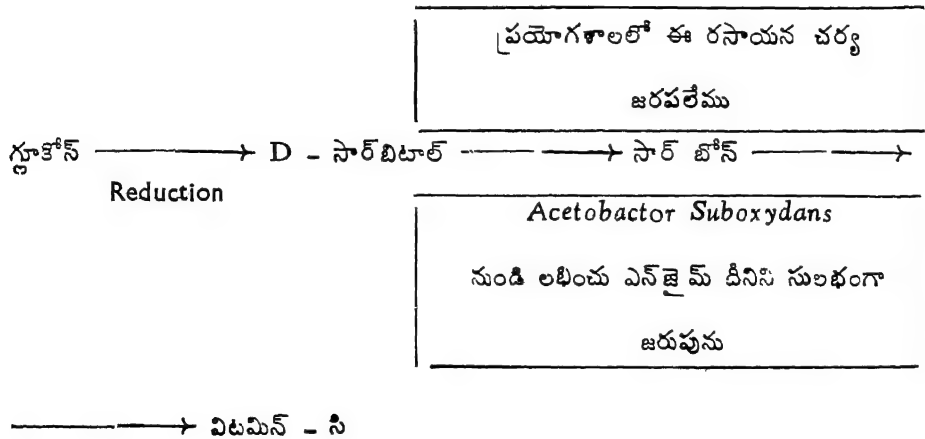 ప్రయోగశాలలో ఈ రసాయన చర్య
జరపలేము
గ్లూకోస్ ———→ D - సార్‌బిటాల్ ———→ సార్ బోస్ ———→
Reduction
Acetobactor Suboxydans
నుండి లభించు ఎన్‌జైమ్ దీనిని సులభంగా
జరుపును
———→ విటమిన్ - సి